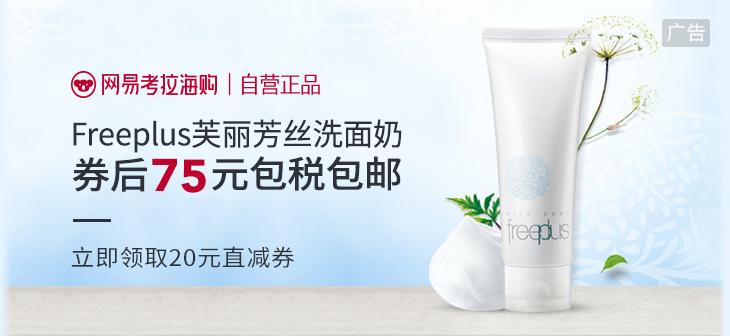 广告
网易考拉海购|自营正品
Freeplus芙丽芳丝洗面奶
券后75元包税包邮
立即领取20元直减券
mild soap
freeplus